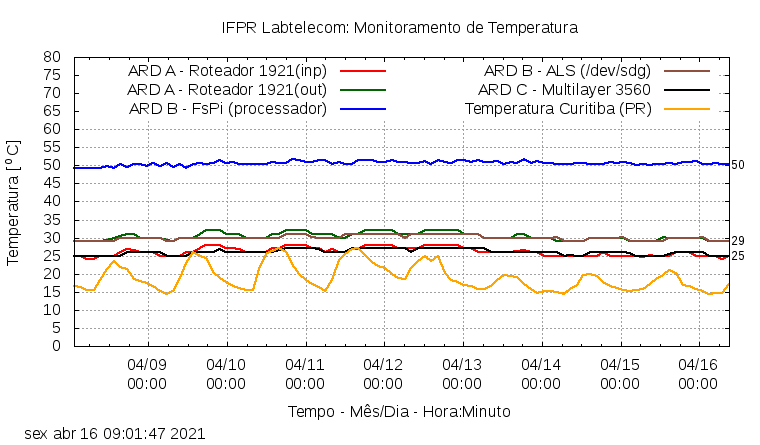 IFPR Labtelecom: Monitoramento de Temperatura
80
75
70
65
60
55
50
45
40
35
30
25
20
15
10
5
0
Temperatura [ºC]
ARD A - Roteador 1921(inp)
ARD A - Roteador 1921(out)
ARD B - FsPi (processador)
ARD B - ALS (/dev/sdg)
ARD C - Multilayer 3560
Temperatura Curitiba (PR)
50
29
25
04/09 04/10 04/11 04/12 04/13 04/14 04/15 04/16
00:00 00:00 00:00 00:00 00:00 00:00 00:00 00:00
Tempo - Mês/Dia - Hora:Minuto
sex abr 16 09:01:47 2021